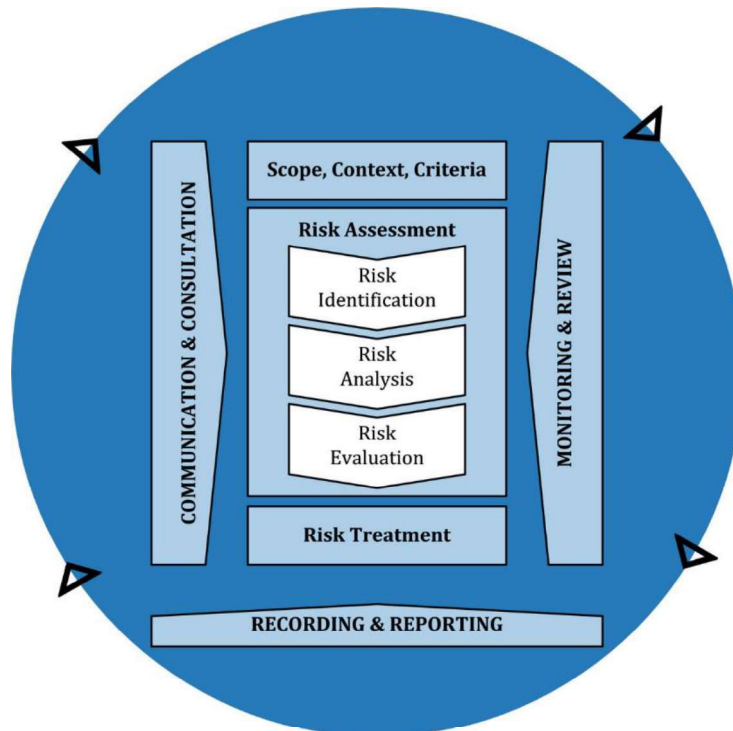 COMMUNICATION & CONSULTATION
Scope, Context, Criteria
Risk Assessment
Risk
Identification
Risk
Analysis
Risk
Evaluation
Risk Treatment
MONITORING & REVIEW
RECORDING & REPORTING